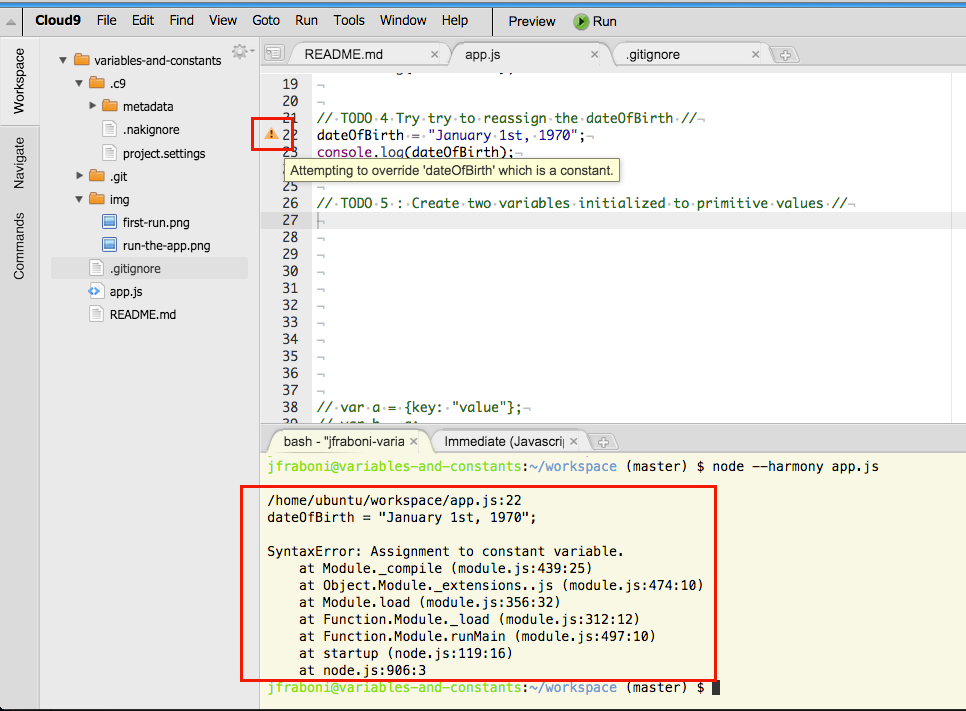 Cloud9 File Edit Find View Goto Run Tools Window Help Preview Run
Workspace
Navigate
Commands
variables-and-constants
.c9
metadata
.nakignore
project.settings
.git
img
first-run.png
run-the-app.png
.gitignore
app.js
README.md
README.md app.js .gitignore
19
20
21 // TODO 4 Try try to reassign the dateOfBirth //
22 dateOfBirth = "January 1st, 1970";
23 console.log(dateOfBirth);
Attempting to override 'dateOfBirth' which is a constant.
25
26 // TODO 5 : Create two variables initialized to primitive values //
27
28
29
30
31
32
33
34
35
36
37
38 // var a = {key: "value"};
bash - "jfraboni-varia Immediate (Javascrip
jfraboni@variables-and-constants:~/workspace (master) $ node --harmony app.js
/home/ubuntu/workspace/app.js:22
dateOfBirth = "January 1st, 1970";
SyntaxError: Assignment to constant variable.
at Module._compile (module.js:439:25)
at Object.Module._extensions..js (module.js:474:10)
at Module.load (module.js:356:32)
at Function.Module._load (module.js:312:12)
at Function.Module.runMain (module.js:497:10)
at startup (node.js:119:16)
at node.js:906:3
jfraboni@variables-and-constants:~/workspace (master) $